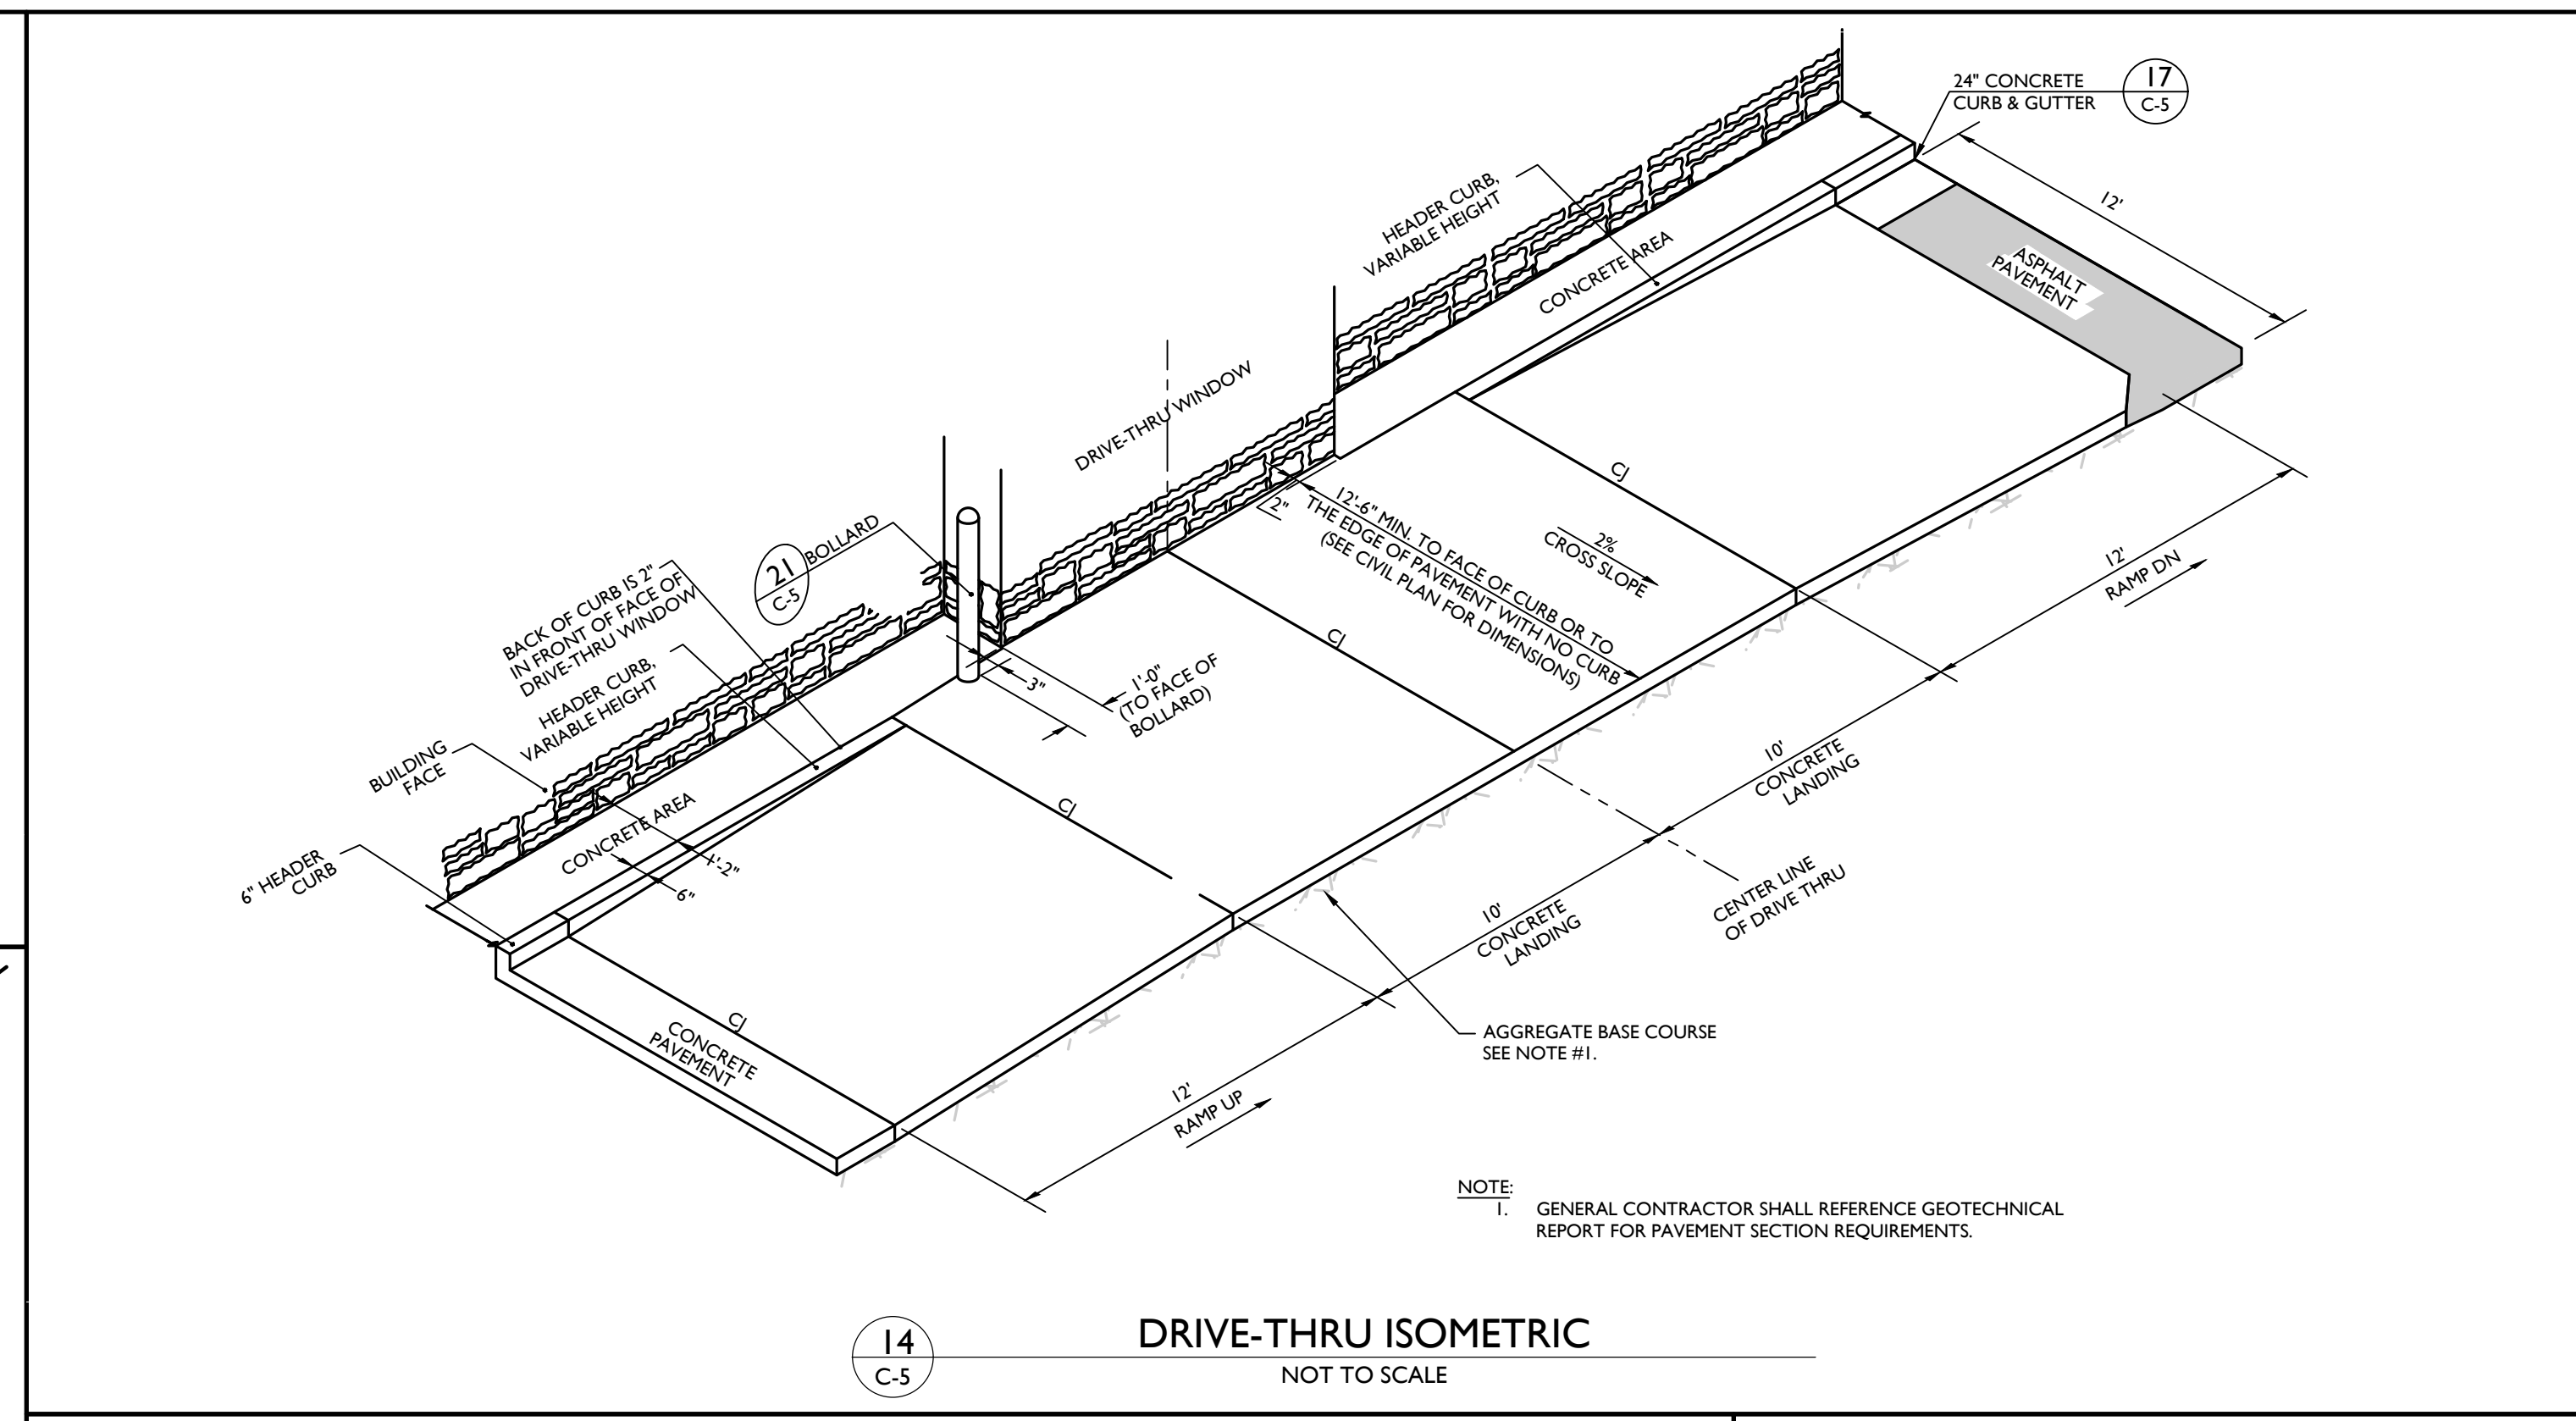 24" CONCRETE
CURB & GUTTER
17
C-5
12'
HEADER CURB,
VARIABLE HEIGHT
CONCRETE AREA
ASPHALT
PAVEMENT
DRIVE-THRU WINDOW
CJ
2"
12'-6" MIN. TO FACE OF CURB OR TO
THE EDGE OF PAVEMENT WITH NO CURB
(SEE CIVIL PLAN FOR DIMENSIONS)
2%
CROSS SLOPE
12'
RAMP DN
21
C-5
BOLLARD
BACK OF CURB IS 2"
IN FRONT OF FACE OF
DRIVE-THRU WINDOW
HEADER CURB,
VARIABLE HEIGHT
3"
1'-0"
(TO FACE OF
BOLLARD)
CJ
BUILDING
FACE
10'
CONCRETE
LANDING
CONCRETE AREA
CJ
1'-2"
6"
6" HEADER
CURB
CENTER LINE
OF DRIVE THRU
10'
CONCRETE
LANDING
CJ
CONCRETE
PAVEMENT
AGGREGATE BASE COURSE
SEE NOTE #1.
12'
RAMP UP
NOTE:
1. GENERAL CONTRACTOR SHALL REFERENCE GEOTECHNICAL
REPORT FOR PAVEMENT SECTION REQUIREMENTS.
14
C-5
DRIVE-THRU ISOMETRIC
NOT TO SCALE